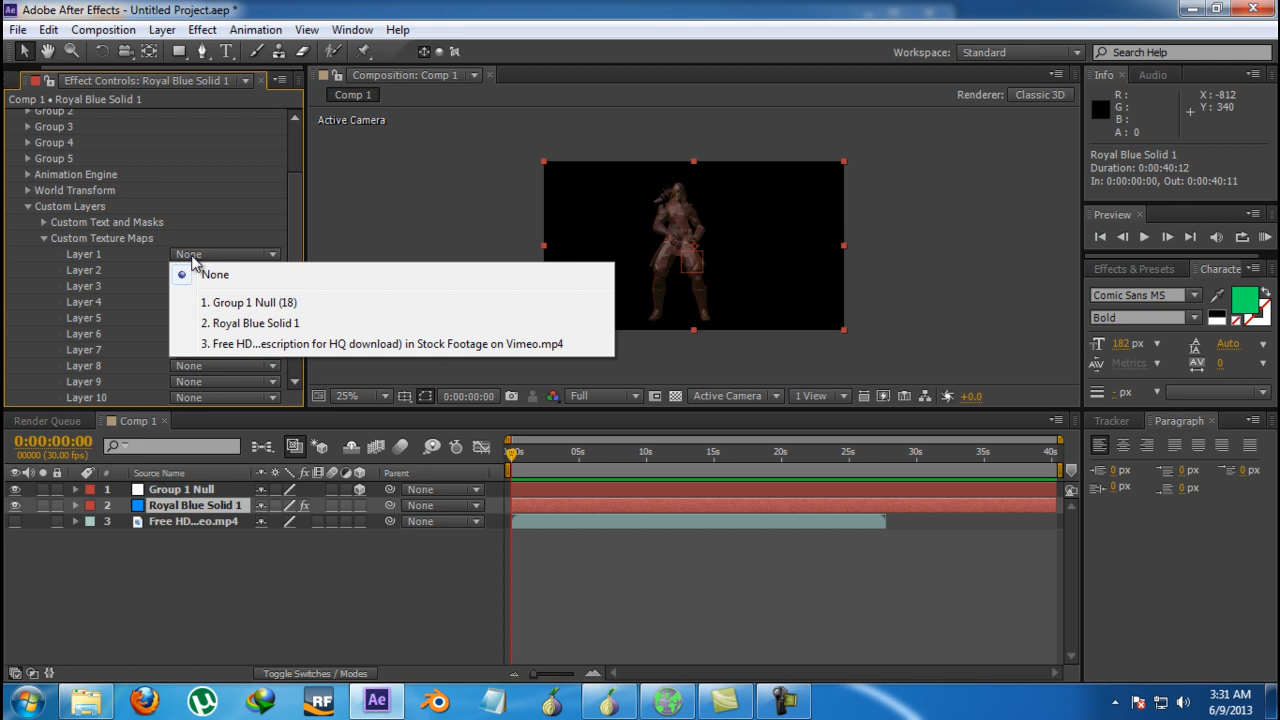 Adobe After Effects - Untitled Project.aep *
File Edit Composition Layer Effect Animation View Window Help
Workspace: Standard Search Help
Effect Controls: Royal Blue Solid 1
Comp 1 • Royal Blue Solid 1
Group 2
Group 3
Group 4
Group 5
Animation Engine
World Transform
Custom Layers
Custom Text and Masks
Custom Texture Maps
Layer 1 None
Layer 2
Layer 3
Layer 4
Layer 5
Layer 6
Layer 7
Layer 8 None
Layer 9 None
Layer 10 None
None
1. Group 1 Null (18)
2. Royal Blue Solid 1
3. Free HD...escription for HQ download) in Stock Footage on Vimeo.mp4
Composition: Comp 1
Comp 1 Renderer: Classic 3D
Active Camera
25% 0:00:00:00 Full Active Camera 1 View +0.0
Info Audio
R: X: -812
G: Y: 340
B:
A: 0
Royal Blue Solid 1
Duration: 0:00:40:12
In: 0:00:00:00, Out: 0:00:40:11
Preview
Effects & Presets Characte
Comic Sans MS
Bold
182 px Auto
Metrics 0
- px
Tracker Paragraph
0 px 0 px 0 px
0 px 0 px
Render Queue Comp 1
0:00:00:00
00000 (30.00 fps)
# Source Name Parent
:00s 05s 10s 15s 20s 25s 30s 35s 40s
1 Group 1 Null None
2 Royal Blue Solid 1 fx None
3 Free HD...eo.mp4 None
Toggle Switches / Modes
RF Ae
3:31 AM
6/9/2013